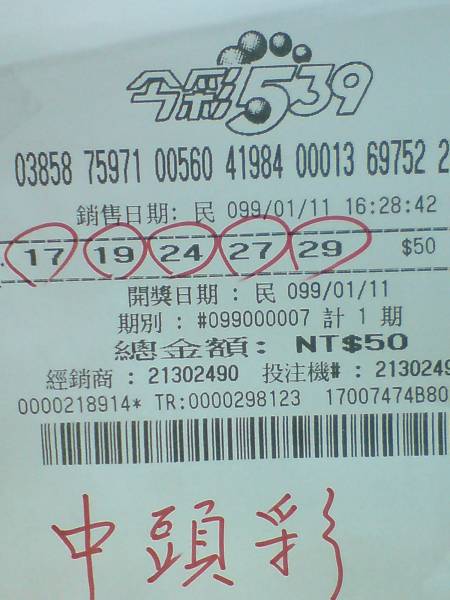 今彩539
03858 75971 00560 41984 00013 69752 2
銷售日期: 民 099/01/11 16:28:42
. 17 19 24 27 29 $50
開獎日期 : 民 099/01/11
期別 : #099000007 計 1 期
總金額: NT$50
經銷商 : 21302490 投注機# : 2130249
0000218914* TR:0000298123 17007474B80
中頭彩